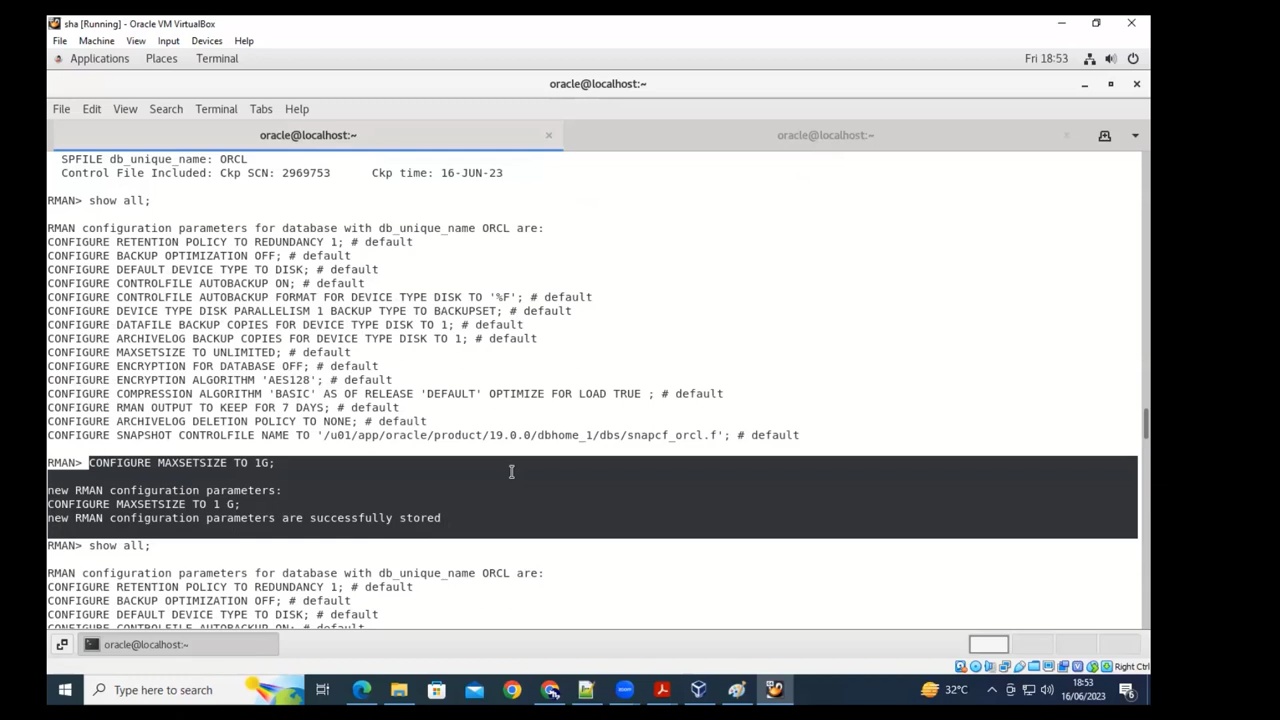 sha [Running] - Oracle VM VirtualBox
File Machine View Input Devices Help
Applications Places Terminal Fri 18:53
oracle@localhost:~
File Edit View Search Terminal Tabs Help
oracle@localhost:~ oracle@localhost:~
SPFILE db_unique_name: ORCL
Control File Included: Ckp SCN: 2969753 Ckp time: 16-JUN-23
RMAN> show all;
RMAN configuration parameters for database with db_unique_name ORCL are:
CONFIGURE RETENTION POLICY TO REDUNDANCY 1; # default
CONFIGURE BACKUP OPTIMIZATION OFF; # default
CONFIGURE DEFAULT DEVICE TYPE TO DISK; # default
CONFIGURE CONTROLFILE AUTOBACKUP ON; # default
CONFIGURE CONTROLFILE AUTOBACKUP FORMAT FOR DEVICE TYPE DISK TO '%F'; # default
CONFIGURE DEVICE TYPE DISK PARALLELISM 1 BACKUP TYPE TO BACKUPSET; # default
CONFIGURE DATAFILE BACKUP COPIES FOR DEVICE TYPE DISK TO 1; # default
CONFIGURE ARCHIVELOG BACKUP COPIES FOR DEVICE TYPE DISK TO 1; # default
CONFIGURE MAXSETSIZE TO UNLIMITED; # default
CONFIGURE ENCRYPTION FOR DATABASE OFF; # default
CONFIGURE ENCRYPTION ALGORITHM 'AES128'; # default
CONFIGURE COMPRESSION ALGORITHM 'BASIC' AS OF RELEASE 'DEFAULT' OPTIMIZE FOR LOAD TRUE ; # default
CONFIGURE RMAN OUTPUT TO KEEP FOR 7 DAYS; # default
CONFIGURE ARCHIVELOG DELETION POLICY TO NONE; # default
CONFIGURE SNAPSHOT CONTROLFILE NAME TO '/u01/app/oracle/product/19.0.0/dbhome_1/dbs/snapcf_orcl.f'; # default
RMAN> CONFIGURE MAXSETSIZE TO 1G;
new RMAN configuration parameters:
CONFIGURE MAXSETSIZE TO 1 G;
new RMAN configuration parameters are successfully stored
RMAN> show all;
RMAN configuration parameters for database with db_unique_name ORCL are:
CONFIGURE RETENTION POLICY TO REDUNDANCY 1; # default
CONFIGURE BACKUP OPTIMIZATION OFF; # default
CONFIGURE DEFAULT DEVICE TYPE TO DISK; # default
CONFIGURE CONTROLFILE AUTOBACKUP ON; # default
oracle@localhost:~
Right Ctrl
Type here to search
32°C
18:53
16/06/2023
6